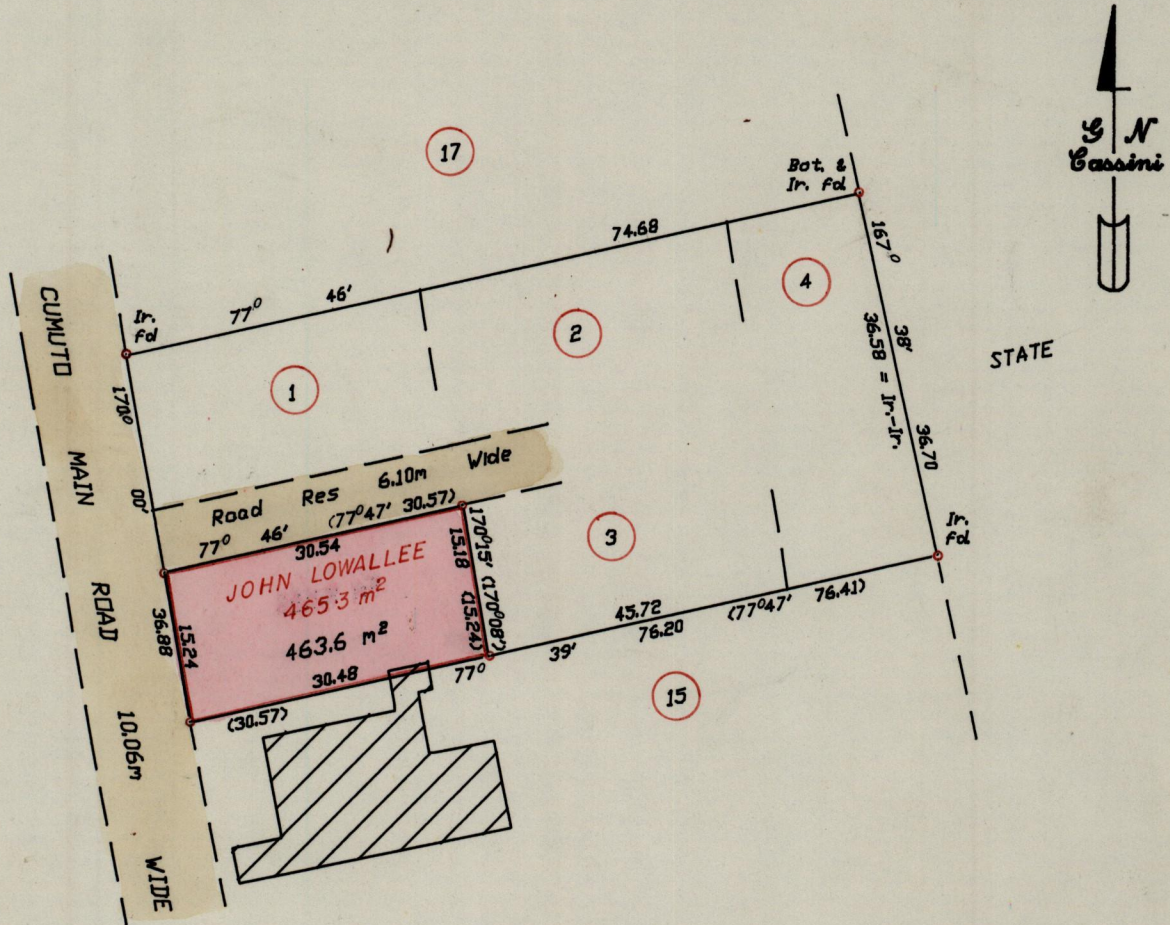 17
G N
Cassini
Bot. &
Ir. fd
74.68
77° 46'
Ir.
fd
4
167° 38' 36.70
36.58 = Ir.-Ir.
STATE
2
1
CUMUTO MAIN ROAD 10.06m WIDE
170° 00'
36.88
Road Res 6.10m Wide
77° 46' (77°47' 30.57)
30.54
JOHN LOWALLEE
465.3 m²
463.6 m²
15.24
170°15' (170°08')
15.18 (15.24)
30.48
(30.57)
3
Ir.
fd
77° 39'
45.72
76.20
(77°47' 76.41)
15